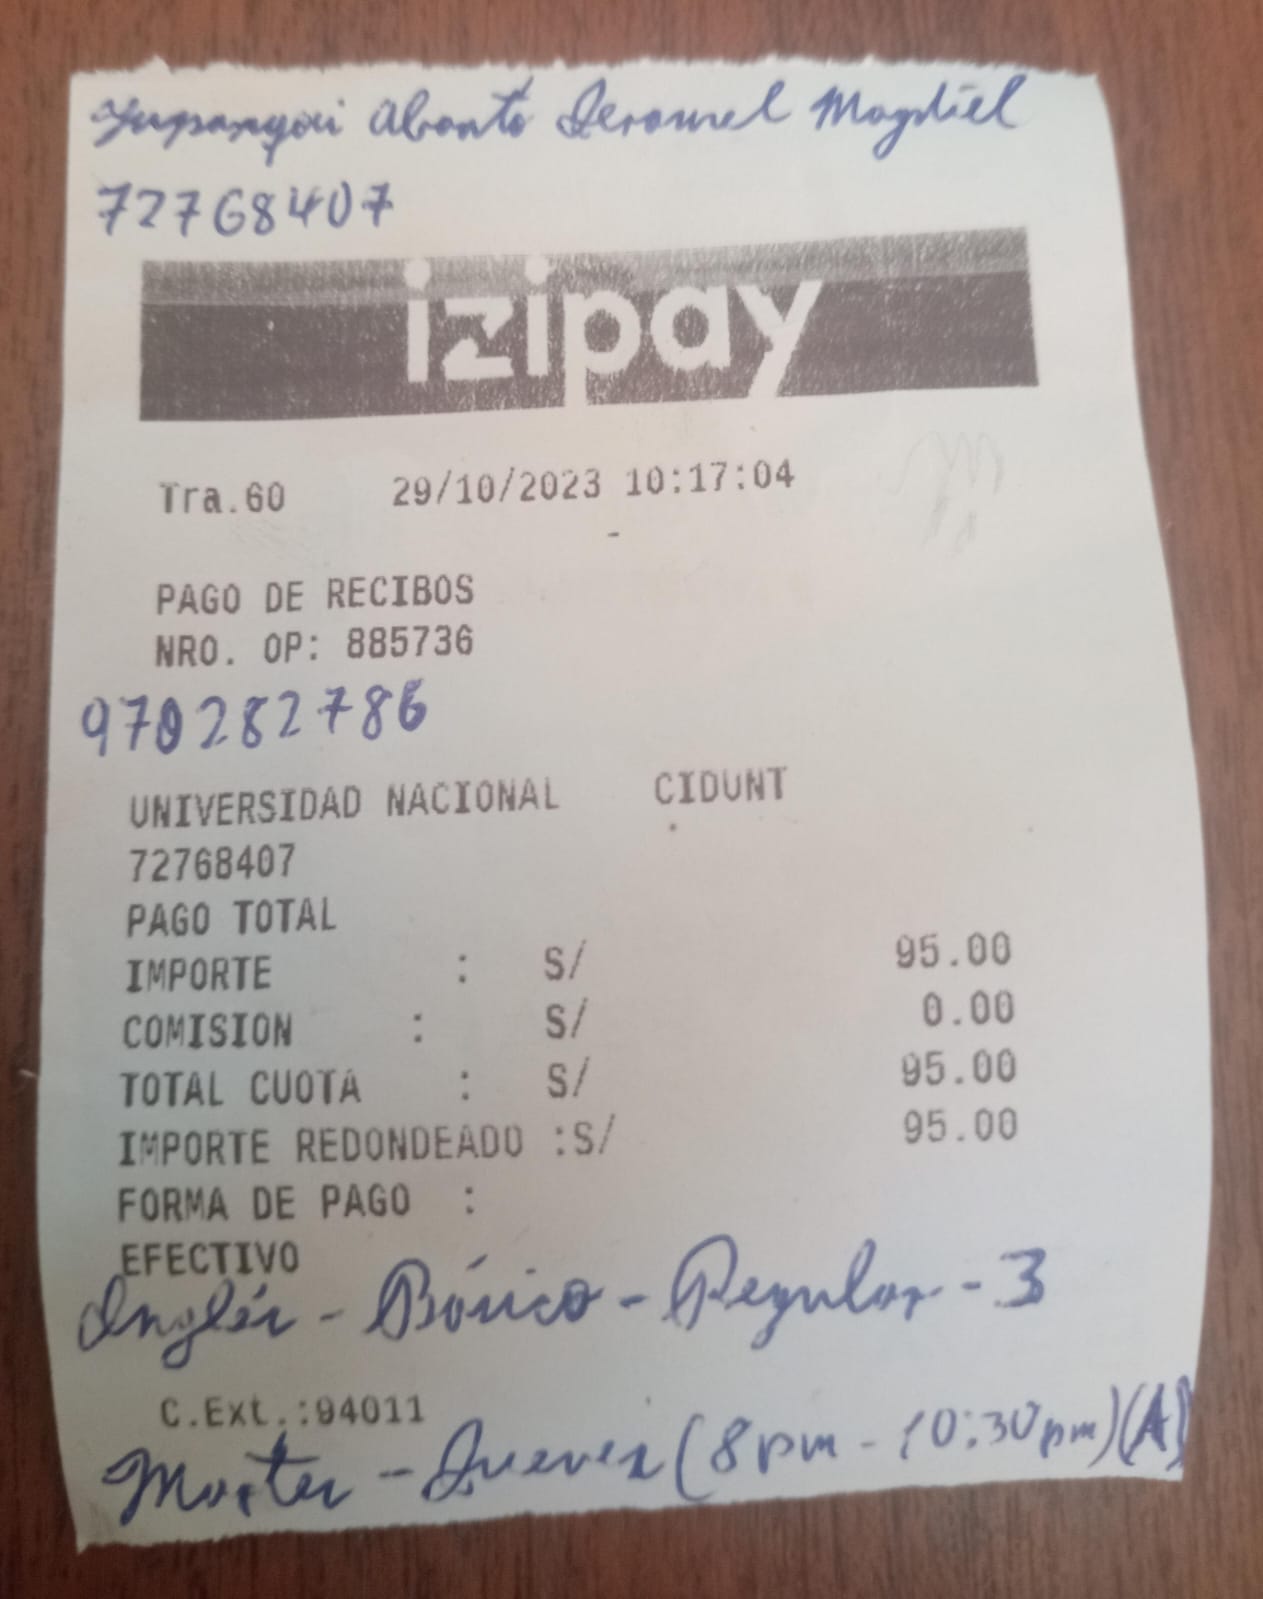 Yupanqui Abanto Jeramel Magdiel
72768407
izipay
Tra.60 29/10/2023 10:17:04
-
PAGO DE RECIBOS
NRO. OP: 885736
970282786
UNIVERSIDAD NACIONAL CIDUNT
72768407
PAGO TOTAL
IMPORTE : S/ 95.00
COMISION : S/ 0.00
TOTAL CUOTA : S/ 95.00
IMPORTE REDONDEADO :S/ 95.00
FORMA DE PAGO :
EFECTIVO
Inglés - Básico - Regular - 3
C.Ext.:94011
Martes - Jueves (8pm - 10:30pm)(A)